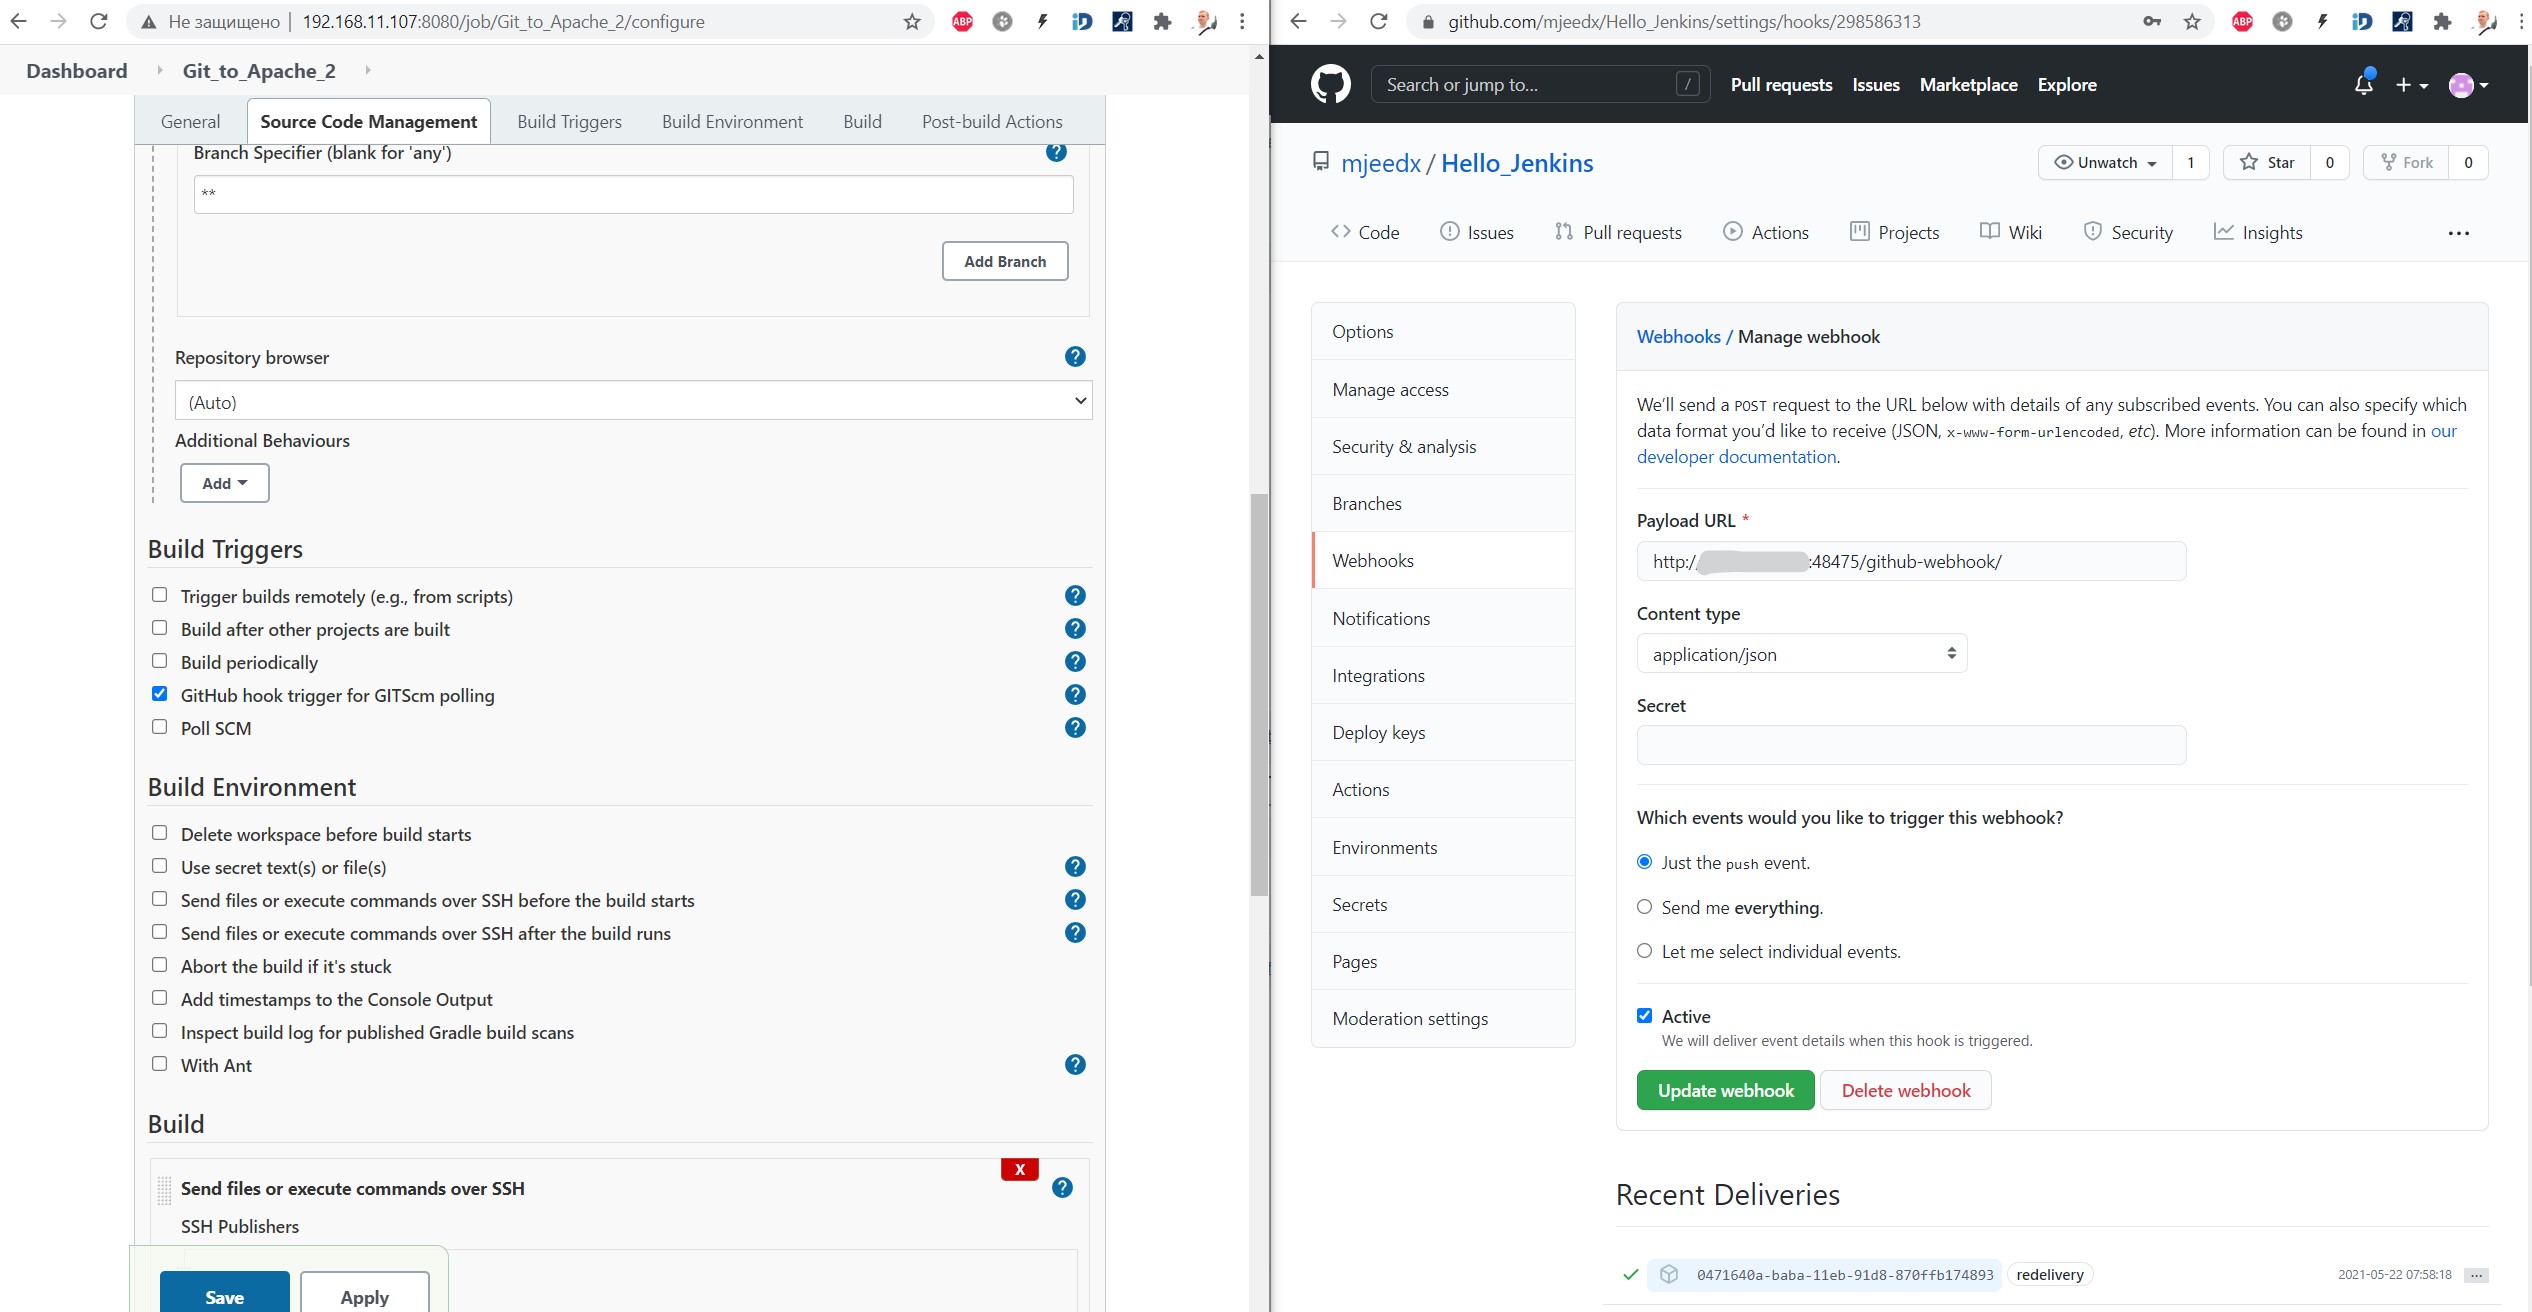 Не защищено | 192.168.11.107:8080/job/Git_to_Apache_2/configure
ABP
Dashboard
Git_to_Apache_2
General
Source Code Management
Build Triggers
Build Environment
Build
Post-build Actions
Branch Specifier (blank for 'any')
?
**
Add Branch
Repository browser
?
(Auto)
Additional Behaviours
Add
Build Triggers
Trigger builds remotely (e.g., from scripts)
?
Build after other projects are built
?
Build periodically
?
GitHub hook trigger for GITScm polling
?
Poll SCM
?
Build Environment
Delete workspace before build starts
Use secret text(s) or file(s)
?
Send files or execute commands over SSH before the build starts
?
Send files or execute commands over SSH after the build runs
?
Abort the build if it's stuck
Add timestamps to the Console Output
Inspect build log for published Gradle build scans
With Ant
?
Build
X
Send files or execute commands over SSH
?
SSH Publishers
Save
Apply
github.com/mjeedx/Hello_Jenkins/settings/hooks/298586313
ABP
Search or jump to...
/
Pull requests
Issues
Marketplace
Explore
mjeedx / Hello_Jenkins
Unwatch
1
Star
0
Fork
0
Code
Issues
Pull requests
Actions
Projects
Wiki
Security
Insights
Options
Manage access
Security & analysis
Branches
Webhooks
Notifications
Integrations
Deploy keys
Actions
Environments
Secrets
Pages
Moderation settings
Webhooks / Manage webhook
We'll send a POST request to the URL below with details of any subscribed events. You can also specify which
data format you'd like to receive (JSON, x-www-form-urlencoded, etc). More information can be found in our
developer documentation.
Payload URL *
http:/ :48475/github-webhook/
Content type
application/json
Secret
Which events would you like to trigger this webhook?
Just the push event.
Send me everything.
Let me select individual events.
Active
We will deliver event details when this hook is triggered.
Update webhook
Delete webhook
Recent Deliveries
0471640a-baba-11eb-91d8-870ffb174893
redelivery
2021-05-22 07:58:18